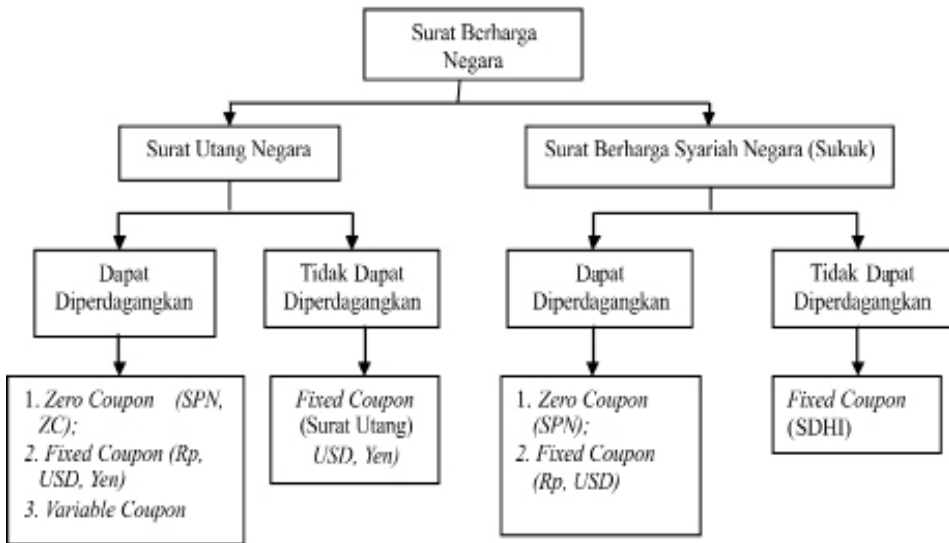 Surat Berharga
Negara
Surat Utang Negara
Surat Berharga Syariah Negara (Sukuk)
Dapat
Diperdagangkan
Tidak Dapat
Diperdagangkan
Dapat
Diperdagangkan
Tidak Dapat
Diperdagangkan
1. Zero Coupon (SPN,
ZC);
2. Fixed Coupon (Rp,
USD, Yen)
3. Variable Coupon
Fixed Coupon
(Surat Utang)
USD, Yen)
1. Zero Coupon
(SPN);
2. Fixed Coupon
(Rp, USD)
Fixed Coupon
(SDHI)